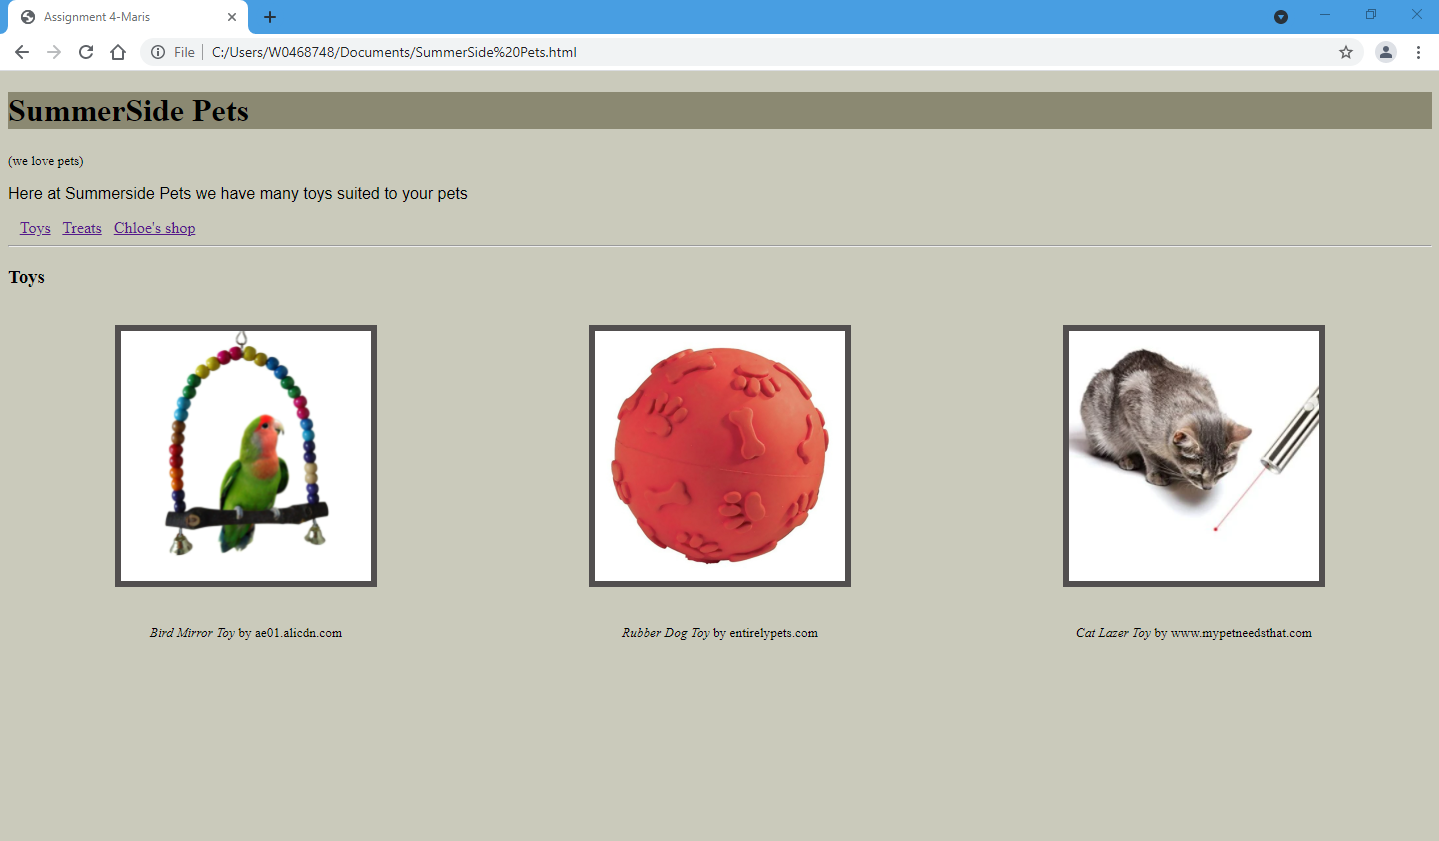 Assignment 4-Maris
File C:/Users/W0468748/Documents/SummerSide%20Pets.html
SummerSide Pets
(we love pets)
Here at Summerside Pets we have many toys suited to your pets
Toys Treats Chloe's shop
Toys
Bird Mirror Toy by ae01.alicdn.com
Rubber Dog Toy by entirelypets.com
Cat Lazer Toy by www.mypetneedsthat.com